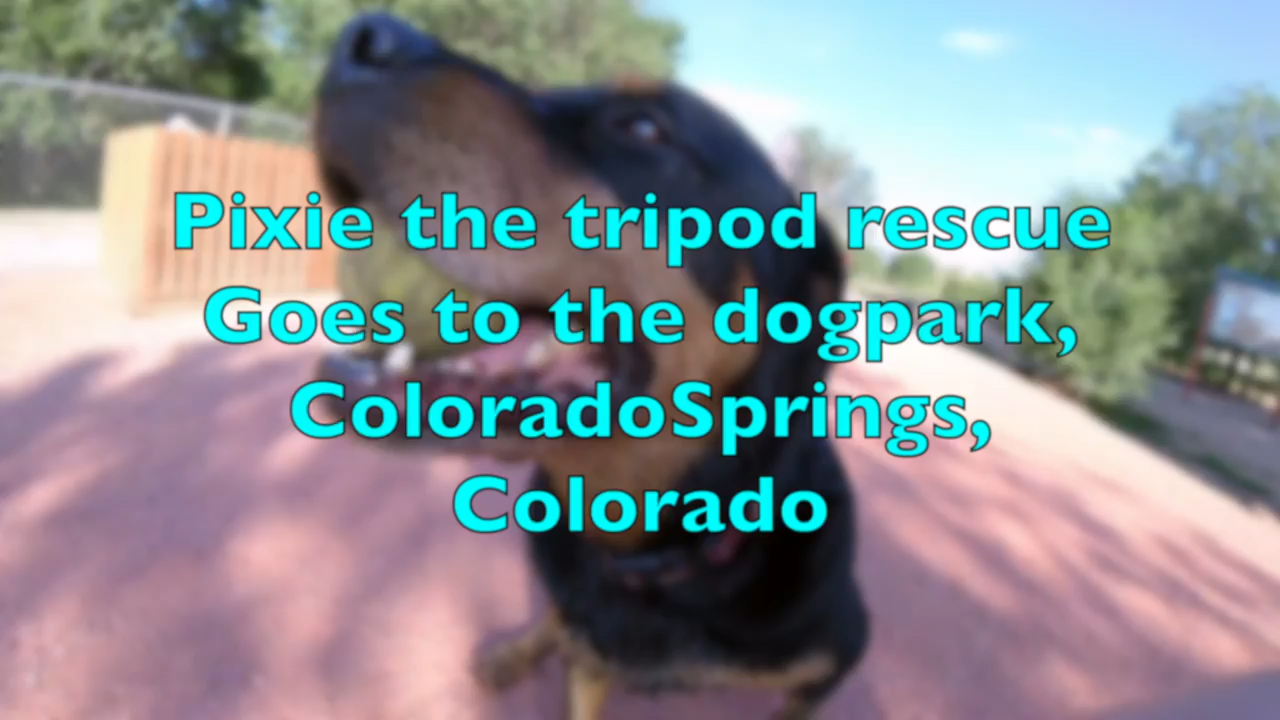 Pixie the tripod rescue
Goes to the dogpark,
ColoradoSprings,
Colorado